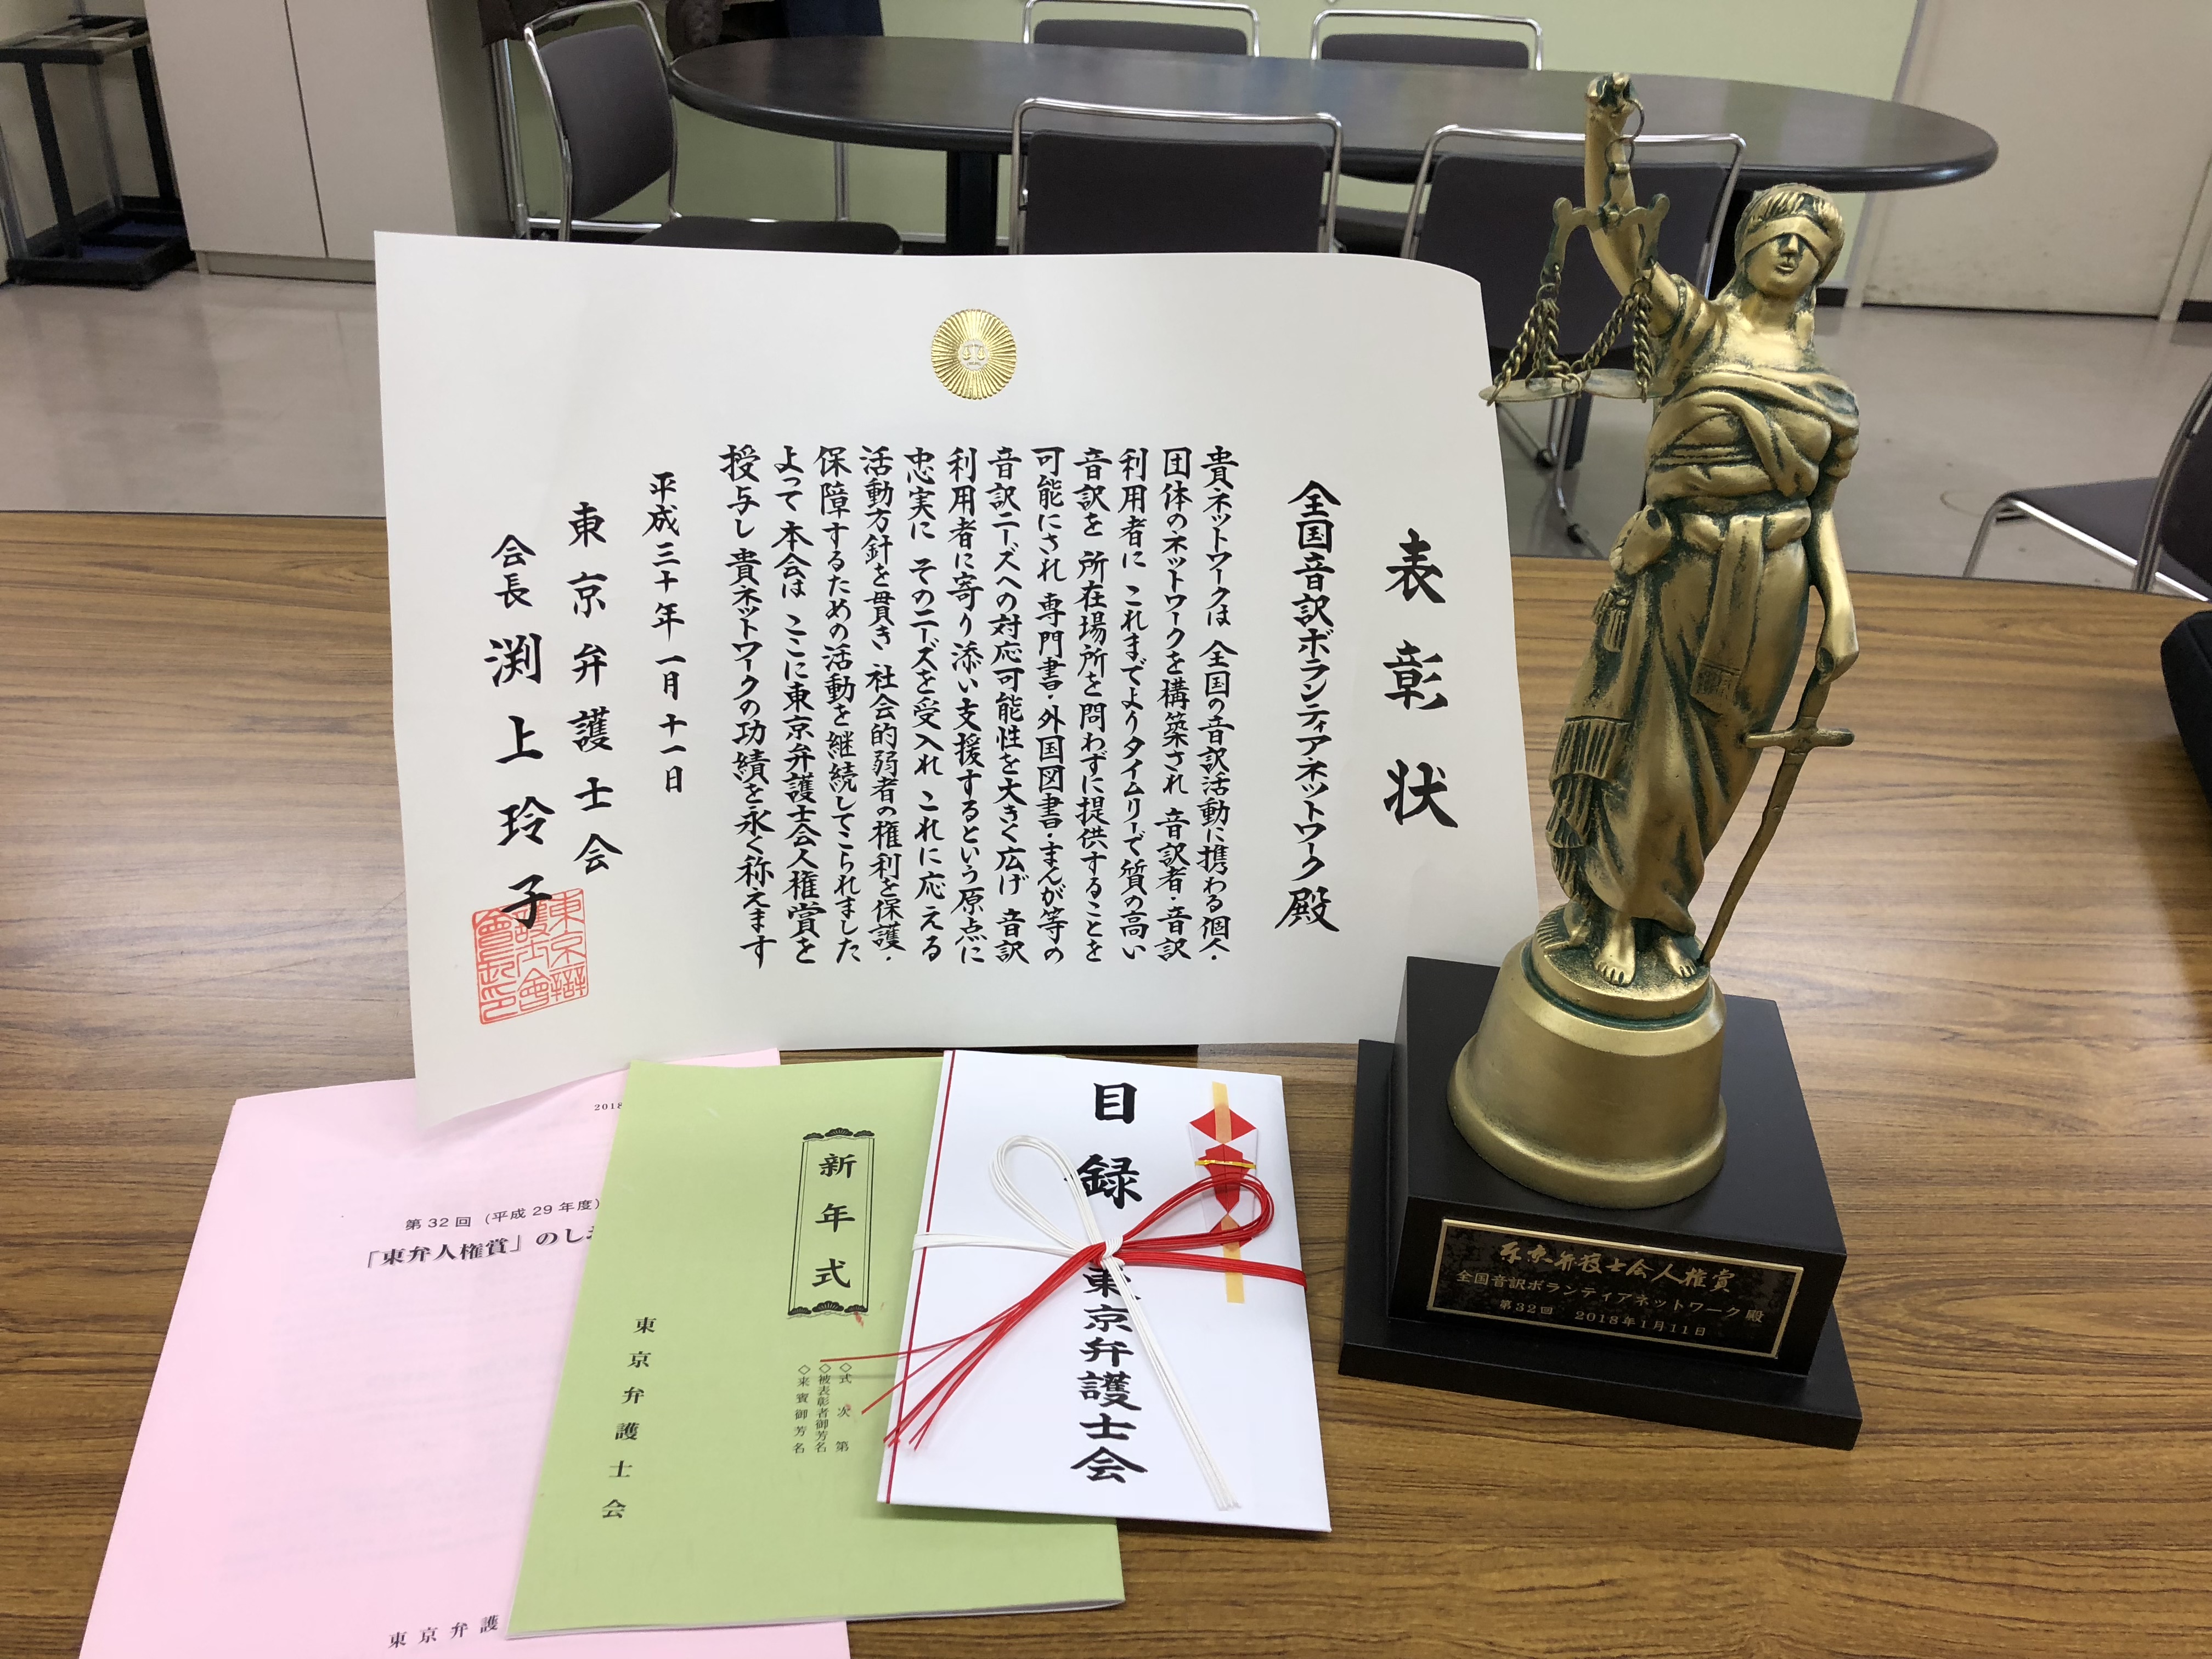 表彰状
全国音訳ボランティアネットワーク殿
貴ネットワークは 全国の音訳活動に携わる個人・
団体のネットワークを構築され 音訳者・音訳
利用者に これまでよりタイムリーで質の高い
音訳を 所在場所を問わずに提供することを
可能にされ 専門書・外国図書・まんが等の
音訳ニーズへの対応可能性を大きく広げ 音訳
利用者に寄り添い支援するという原点に
忠実に そのニーズを受入れ これに応える
活動方針を貫き 社会的弱者の権利を保護・
保障するための活動を継続してこられました
よって 本会は ここに東京弁護士会人権賞を
授与し 貴ネットワークの功績を永く称えます
平成三十年一月十一日
東京弁護士会
会長 渕上玲子
東京辯
護士會
會長印
2018
第32回（平成29年度）
「東弁人権賞」のし
東京弁護
新年式
◇式次第
◇被表彰者御芳名
◇来賓御芳名
東京弁護士会
目録
東京弁護士会
東京弁護士会人権賞
全国音訳ボランティアネットワーク殿
第32回 2018年1月11日